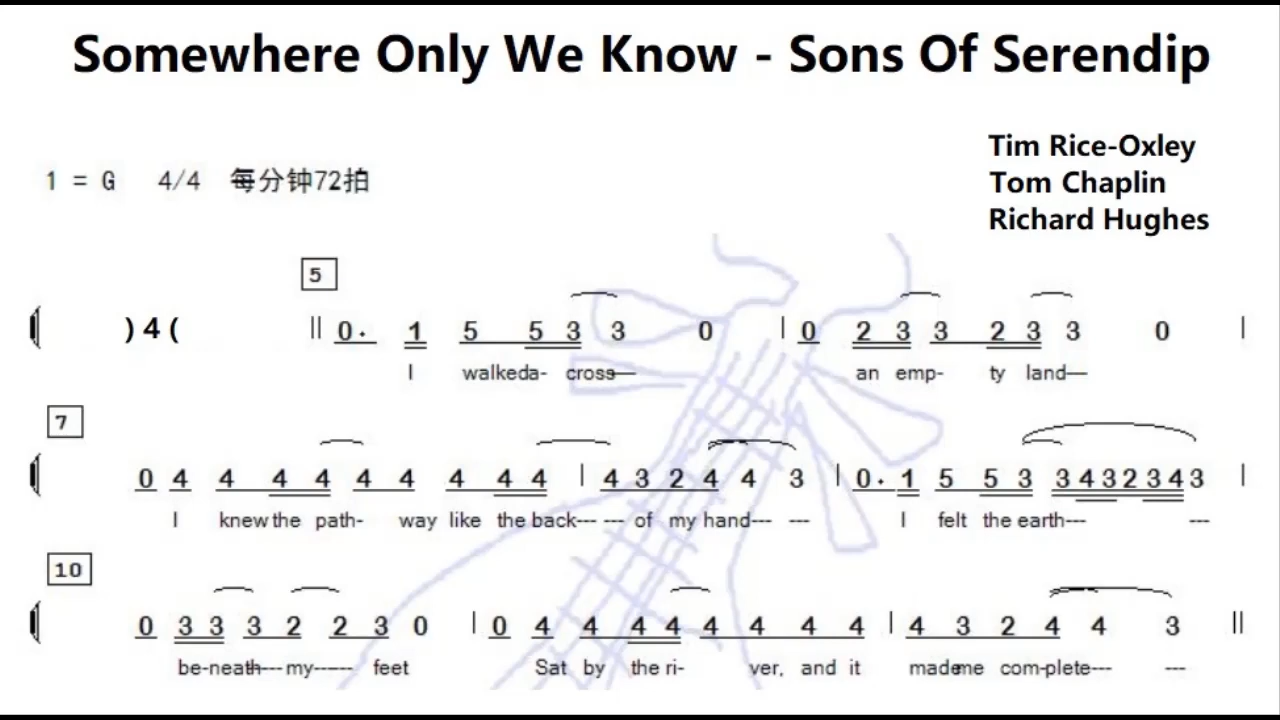 Somewhere Only We Know - Sons Of Serendip
Tim Rice-Oxley
1 = G 4/4 每分钟72拍
Tom Chaplin
Richard Hughes
5
) 4 ( || 0. 1 5 5 3 3 0 | 0 2 3 3 2 3 3 0 |
I walkeda- cross— an emp- ty land—
7
0 4 4 4 4 4 4 4 4 4 | 4 3 2 4 4 3 | 0. 1 5 5 3 3 4 3 2 3 4 3 |
I knew the path- way like the back--- --- of my hand--- --- I felt the earth--- ---
10
0 3 3 3 2 2 3 0 | 0 4 4 4 4 4 4 4 4 | 4 3 2 4 4 3 ||
be-neath---my------ feet Sat by the ri- ver, and it made me com-plete--- ---